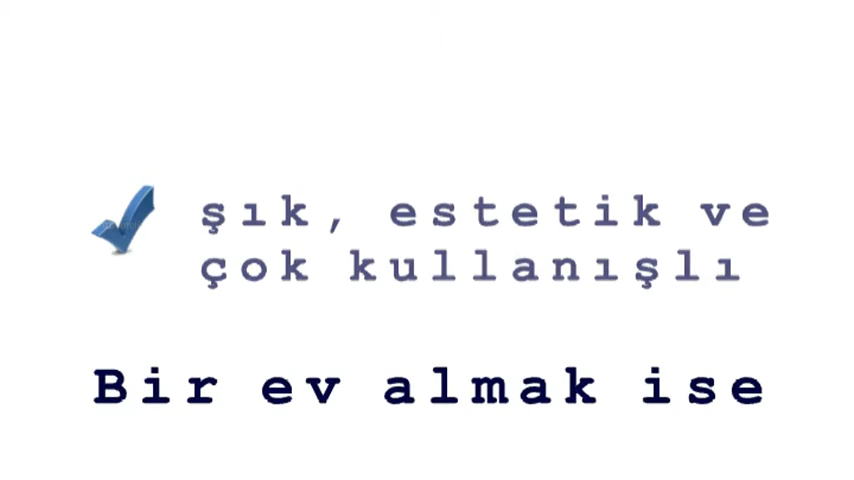 şık, estetik ve
çok kullanışlı
Bir ev almak ise